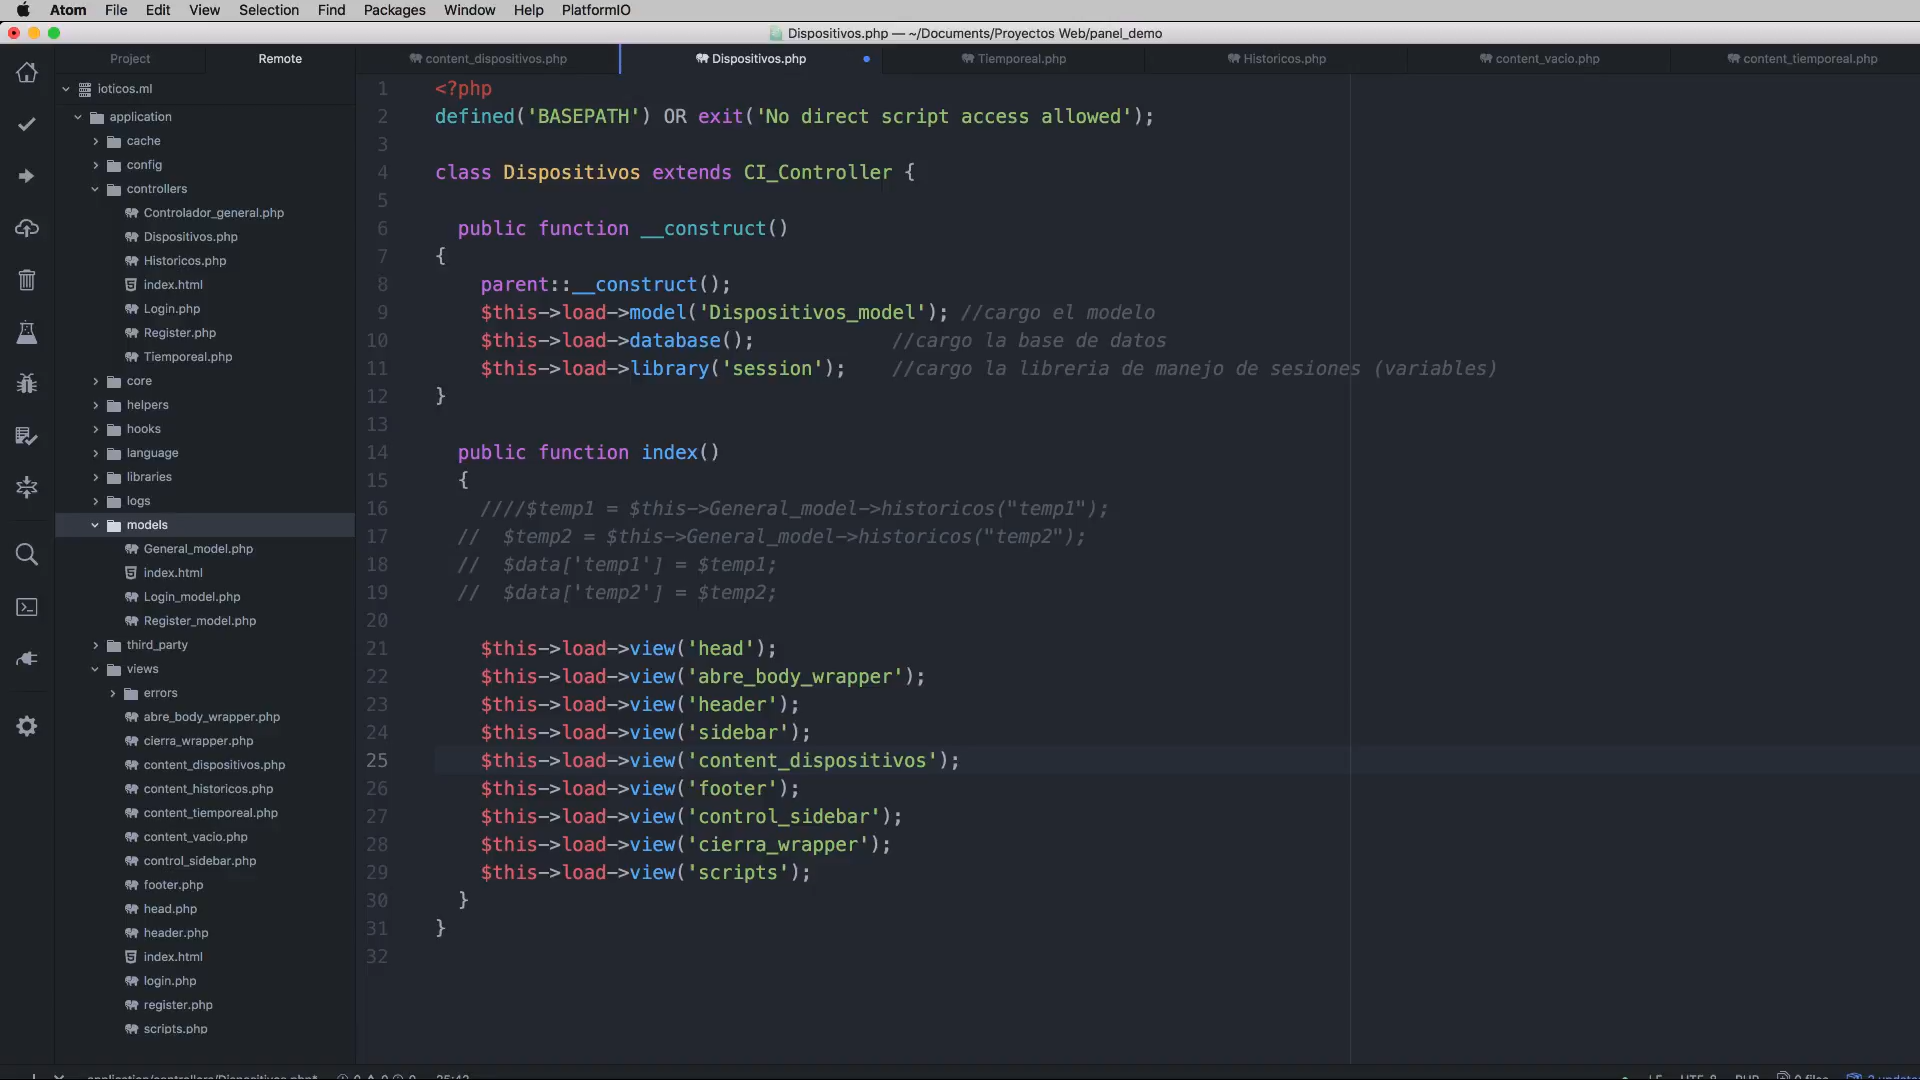 Atom File Edit View Selection Find Packages Window Help PlatformIO
Dispositivos.php — ~/Documents/Proyectos Web/panel_demo
Project Remote
content_dispositivos.php Dispositivos.php Tiemporeal.php Historicos.php content_vacio.php content_tiemporeal.php
ioticos.ml
application
cache
config
controllers
Controlador_general.php
Dispositivos.php
Historicos.php
index.html
Login.php
Register.php
Tiemporeal.php
core
helpers
hooks
language
libraries
logs
models
General_model.php
index.html
Login_model.php
Register_model.php
third_party
views
errors
abre_body_wrapper.php
cierra_wrapper.php
content_dispositivos.php
content_historicos.php
content_tiemporeal.php
content_vacio.php
control_sidebar.php
footer.php
head.php
header.php
index.html
login.php
register.php
scripts.php
1 <?php
2 defined('BASEPATH') OR exit('No direct script access allowed');
3
4 class Dispositivos extends CI_Controller {
5
6 public function __construct()
7 {
8 parent::__construct();
9 $this->load->model('Dispositivos_model'); //cargo el modelo
10 $this->load->database(); //cargo la base de datos
11 $this->load->library('session'); //cargo la libreria de manejo de sesiones (variables)
12 }
13
14 public function index()
15 {
16 ////$temp1 = $this->General_model->historicos("temp1");
17 // $temp2 = $this->General_model->historicos("temp2");
18 // $data['temp1'] = $temp1;
19 // $data['temp2'] = $temp2;
20
21 $this->load->view('head');
22 $this->load->view('abre_body_wrapper');
23 $this->load->view('header');
24 $this->load->view('sidebar');
25 $this->load->view('content_dispositivos');
26 $this->load->view('footer');
27 $this->load->view('control_sidebar');
28 $this->load->view('cierra_wrapper');
29 $this->load->view('scripts');
30 }
31 }
32